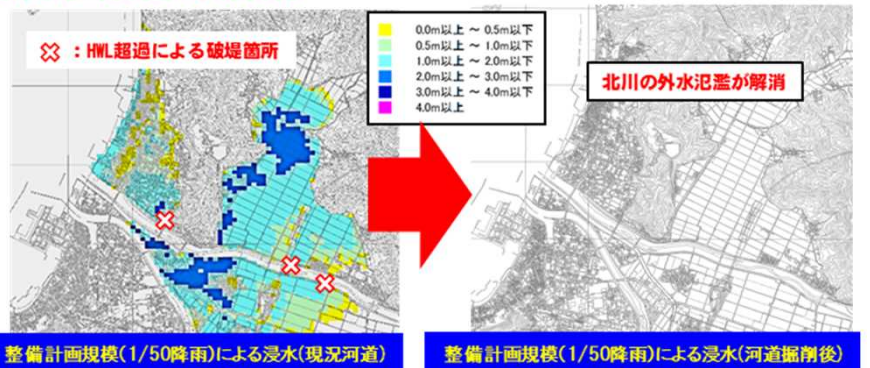 ：HWL超過による破堤箇所
0.0m以上 ～ 0.5m以下
0.5m以上 ～ 1.0m以下
1.0m以上 ～ 2.0m以下
2.0m以上 ～ 3.0m以下
3.0m以上 ～ 4.0m以下
4.0m以上
北川の外水氾濫が解消
整備計画規模(1/50降雨)による浸水(現況河道)
整備計画規模(1/50降雨)による浸水(河道掘削後)